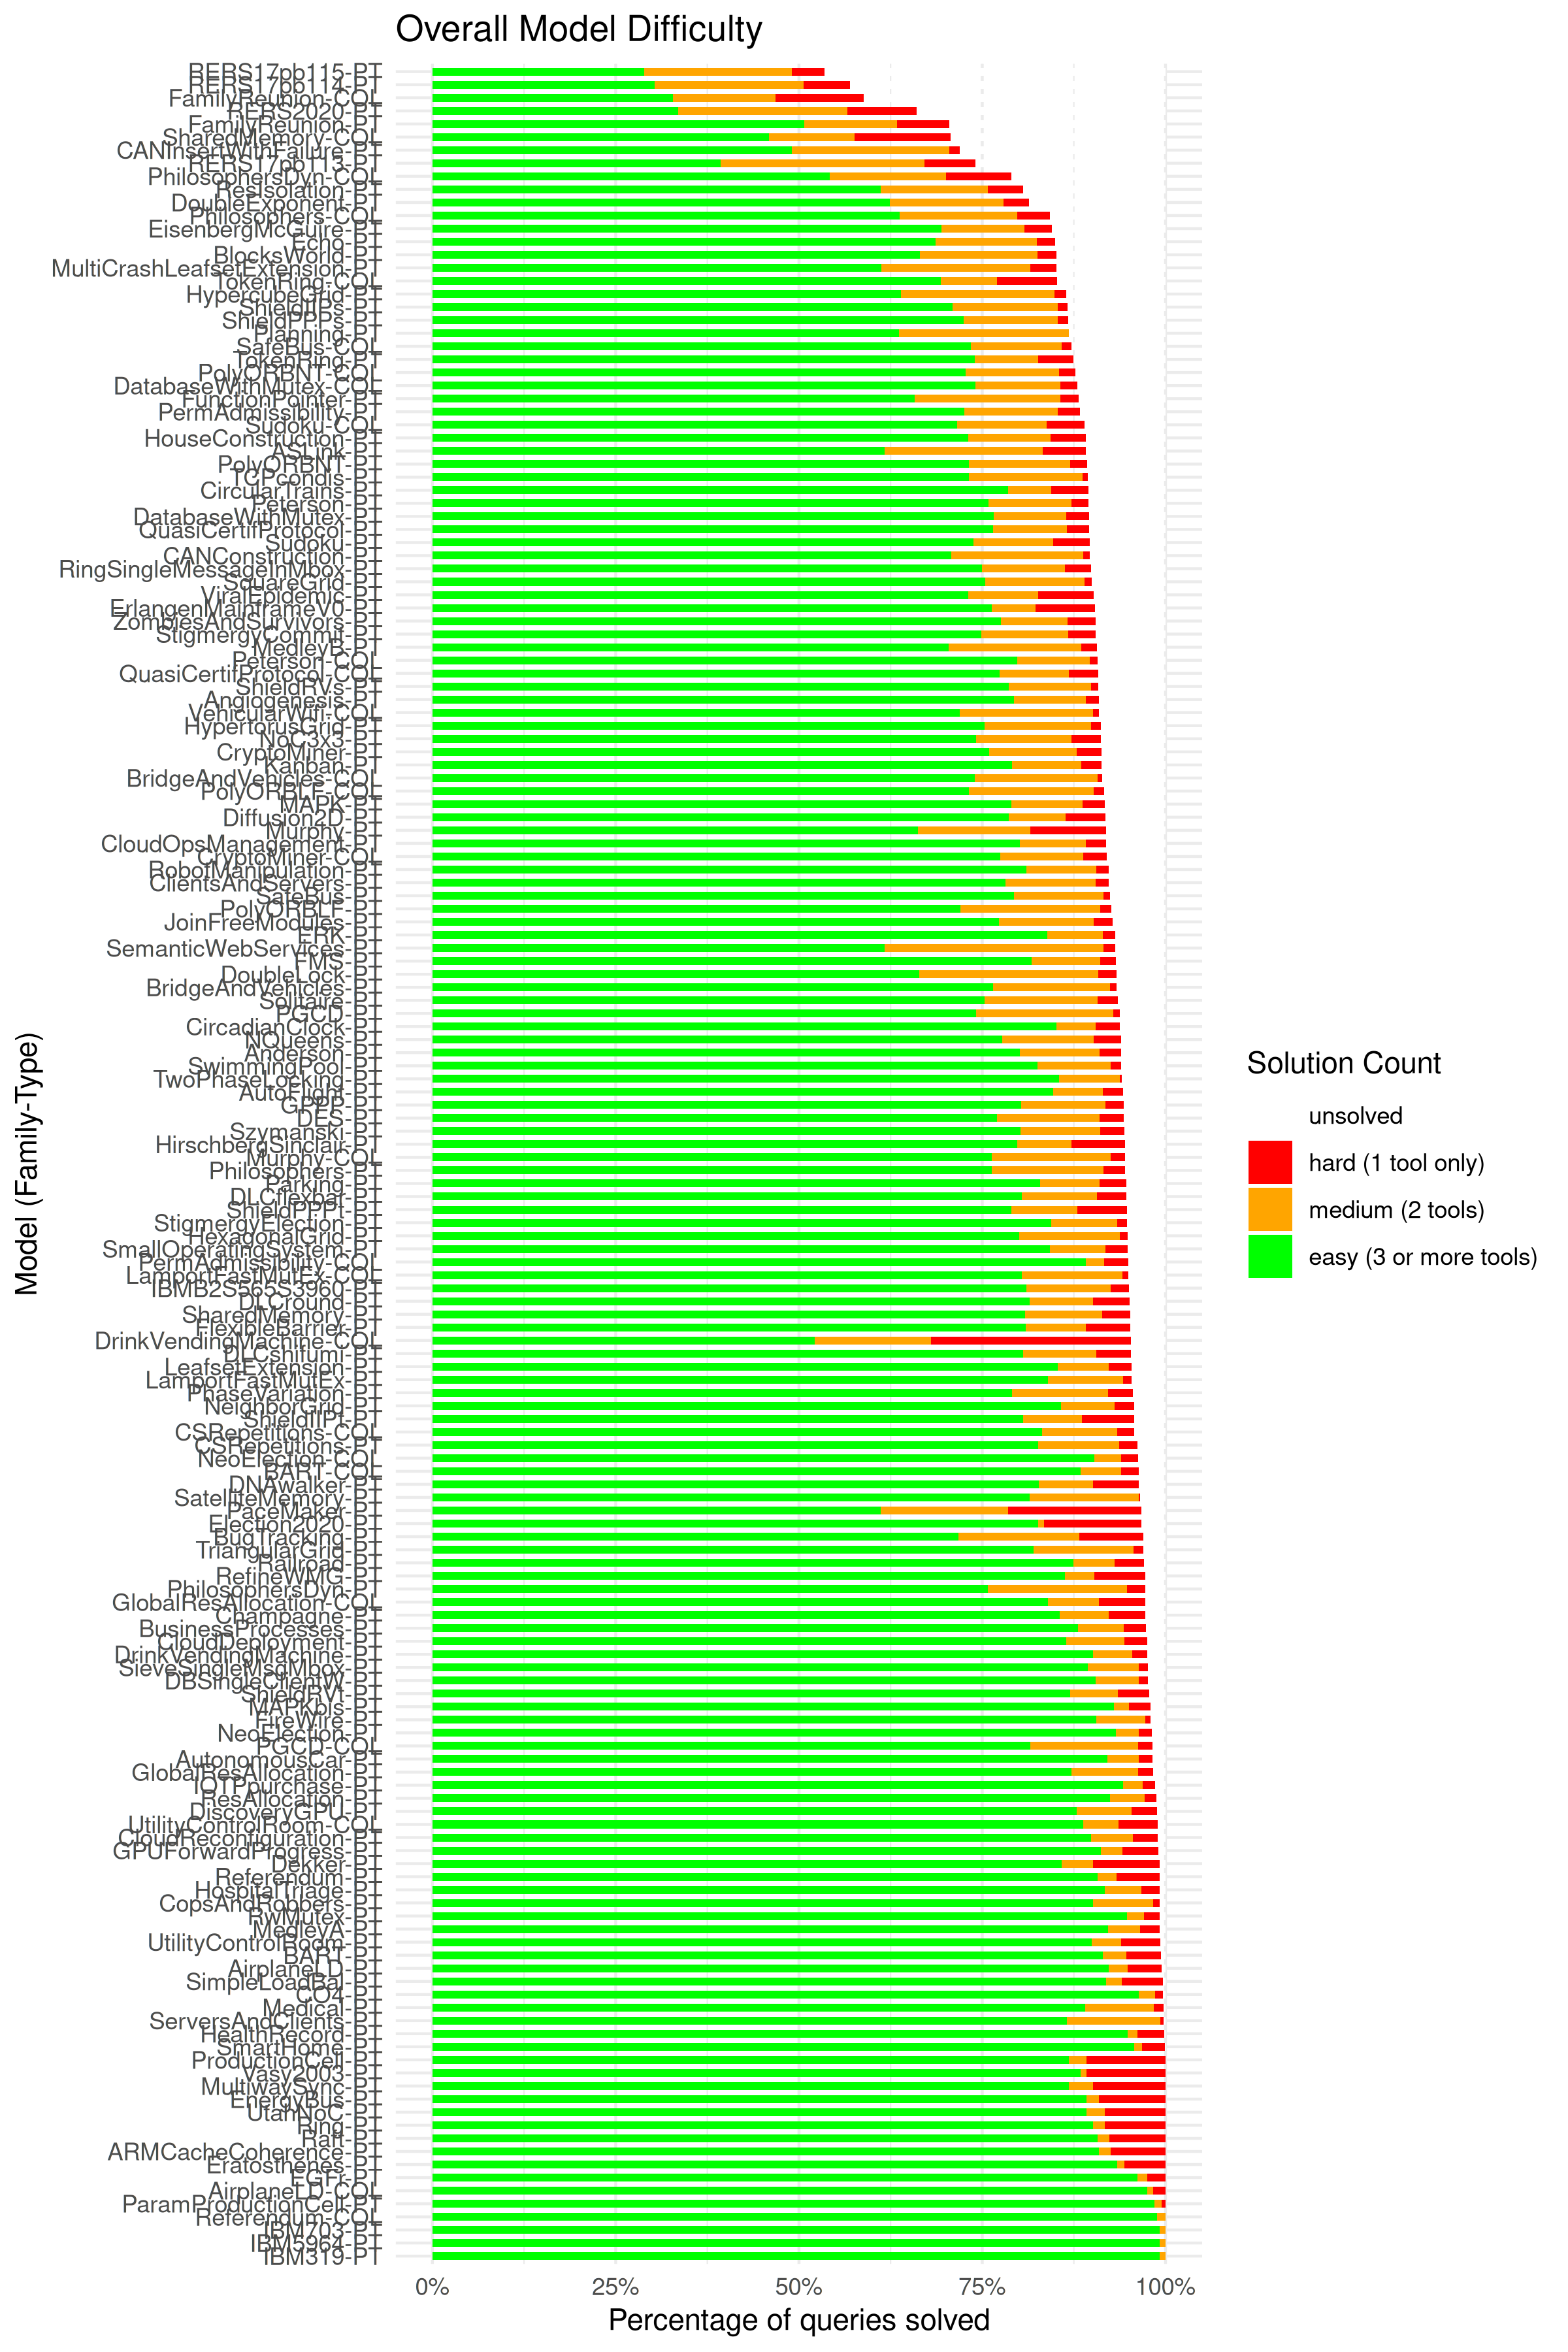 Overall Model Difficulty
RERS17pb115-PT
RERS17pb114-PT
FamilyReunion-COL
RERS2020-PT
FamilyReunion-PT
SharedMemory-COL
CANInsertWithFailure-PT
RERS17pb113-PT
PhilosophersDyn-COL
ResIsolation-PT
DoubleExponent-PT
Philosophers-COL
EisenbergMcGuire-PT
Echo-PT
BlocksWorld-PT
MultiCrashLeafsetExtension-PT
TokenRing-COL
HypercubeGrid-PT
ShieldIIPs-PT
ShieldPPPs-PT
Planning-PT
SafeBus-COL
TokenRing-PT
PolyORBNT-COL
DatabaseWithMutex-COL
FunctionPointer-PT
PermAdmissibility-PT
Sudoku-COL
HouseConstruction-PT
ASLink-PT
PolyORBNT-PT
TCPcondis-PT
CircularTrains-PT
Peterson-PT
DatabaseWithMutex-PT
QuasiCertifProtocol-PT
Sudoku-PT
CANConstruction-PT
RingSingleMessageInMbox-PT
SquareGrid-PT
ViralEpidemic-PT
ErlangenMainframeV0-PT
ZombiesAndSurvivors-PT
StigmergyCommit-PT
MedleyB-PT
Peterson-COL
QuasiCertifProtocol-COL
ShieldRVs-PT
Angiogenesis-PT
VehicularWifi-COL
HypertorusGrid-PT
NoC3x3-PT
CryptoMiner-PT
Kanban-PT
BridgeAndVehicles-COL
PolyORBLF-COL
MAPK-PT
Diffusion2D-PT
Murphy-PT
CloudOpsManagement-PT
CryptoMiner-COL
RobotManipulation-PT
ClientsAndServers-PT
SafeBus-PT
PolyORBLF-PT
JoinFreeModules-PT
ERK-PT
SemanticWebServices-PT
FMS-PT
DoubleLock-PT
BridgeAndVehicles-PT
Solitaire-PT
PGCD-PT
CircadianClock-PT
NQueens-PT
Anderson-PT
SwimmingPool-PT
TwoPhaseLocking-PT
AutoFlight-PT
GPPP-PT
DES-PT
Szymanski-PT
HirschbergSinclair-PT
Murphy-COL
Philosophers-PT
Parking-PT
DLCflexbar-PT
ShieldPPPt-PT
StigmergyElection-PT
HexagonalGrid-PT
SmallOperatingSystem-PT
PermAdmissibility-COL
LamportFastMutEx-COL
IBMB2S565S3960-PT
DLCround-PT
SharedMemory-PT
FlexibleBarrier-PT
DrinkVendingMachine-COL
DLCshifumi-PT
LeafsetExtension-PT
LamportFastMutEx-PT
PhaseVariation-PT
NeighborGrid-PT
ShieldIIPt-PT
CSRepetitions-COL
CSRepetitions-PT
NeoElection-COL
BART-COL
DNAwalker-PT
SatelliteMemory-PT
PaceMaker-PT
Election2020-PT
BugTracking-PT
TriangularGrid-PT
Railroad-PT
RefineWMG-PT
PhilosophersDyn-PT
GlobalResAllocation-COL
Champagne-PT
BusinessProcesses-PT
CloudDeployment-PT
DrinkVendingMachine-PT
SieveSingleMsgMbox-PT
DBSingleClientW-PT
ShieldRVt-PT
MAPKbis-PT
FireWire-PT
NeoElection-PT
PGCD-COL
AutonomousCar-PT
GlobalResAllocation-PT
IOTPpurchase-PT
ResAllocation-PT
DiscoveryGPU-PT
UtilityControlRoom-COL
CloudReconfiguration-PT
GPUForwardProgress-PT
Dekker-PT
Referendum-PT
HospitalTriage-PT
CopsAndRobbers-PT
RwMutex-PT
MedleyA-PT
UtilityControlRoom-PT
BART-PT
AirplaneLD-PT
SimpleLoadBal-PT
CO4-PT
Medical-PT
ServersAndClients-PT
HealthRecord-PT
SmartHome-PT
ProductionCell-PT
Vasy2003-PT
MultiwaySync-PT
EnergyBus-PT
UtahNoC-PT
Ring-PT
Raft-PT
ARMCacheCoherence-PT
Eratosthenes-PT
EGFr-PT
AirplaneLD-COL
ParamProductionCell-PT
Referendum-COL
IBM703-PT
IBM5964-PT
IBM319-PT
Model (Family-Type)
0% 25% 50% 75% 100%
Percentage of queries solved
Solution Count
unsolved
hard (1 tool only)
medium (2 tools)
easy (3 or more tools)